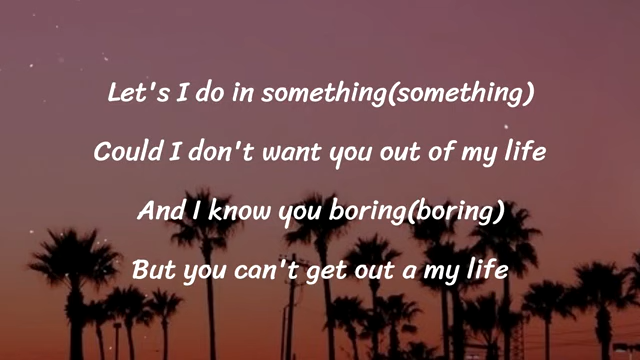 Let's I do in something(something)
Could I don't want you out of my life
And I know you boring(boring)
But you can't get out a my life